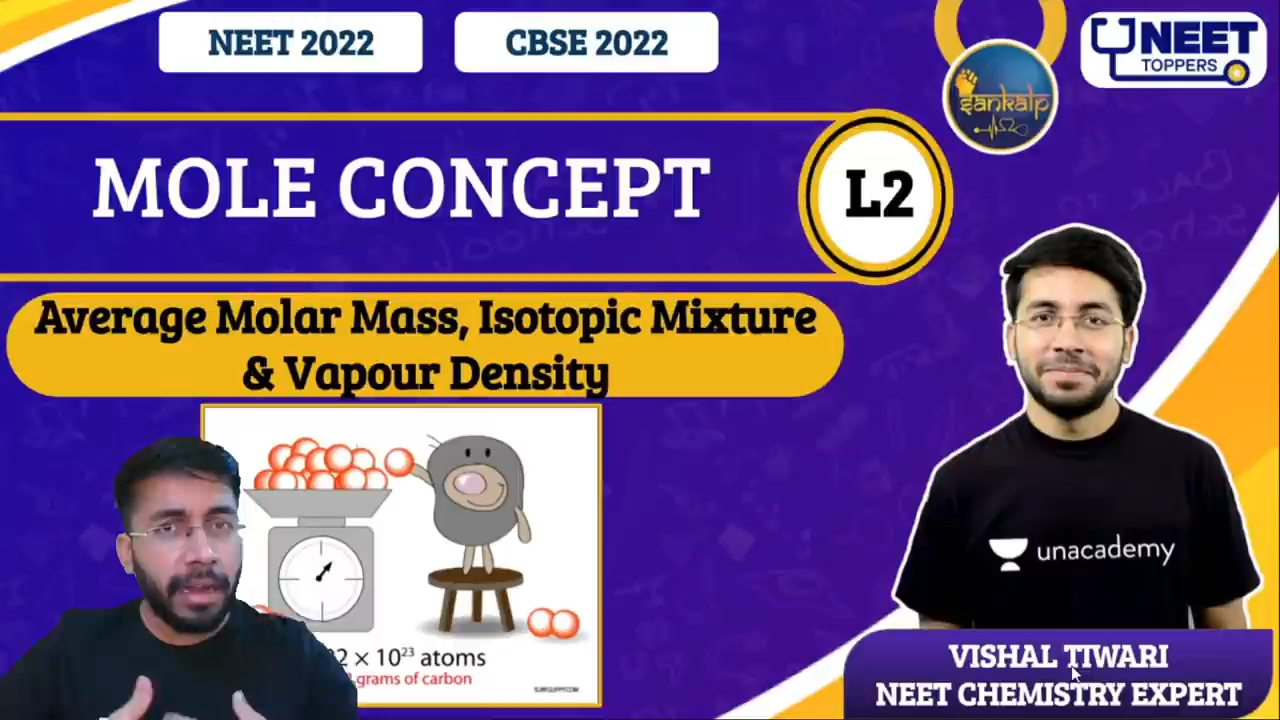 NEET 2022
CBSE 2022
NEET
TOPPERS
sankalp
MOLE CONCEPT
L2
Average Molar Mass, Isotopic Mixture
& Vapour Density
2 × 10²³ atoms
grams of carbon
unacademy
VISHAL TIWARI
NEET CHEMISTRY EXPERT